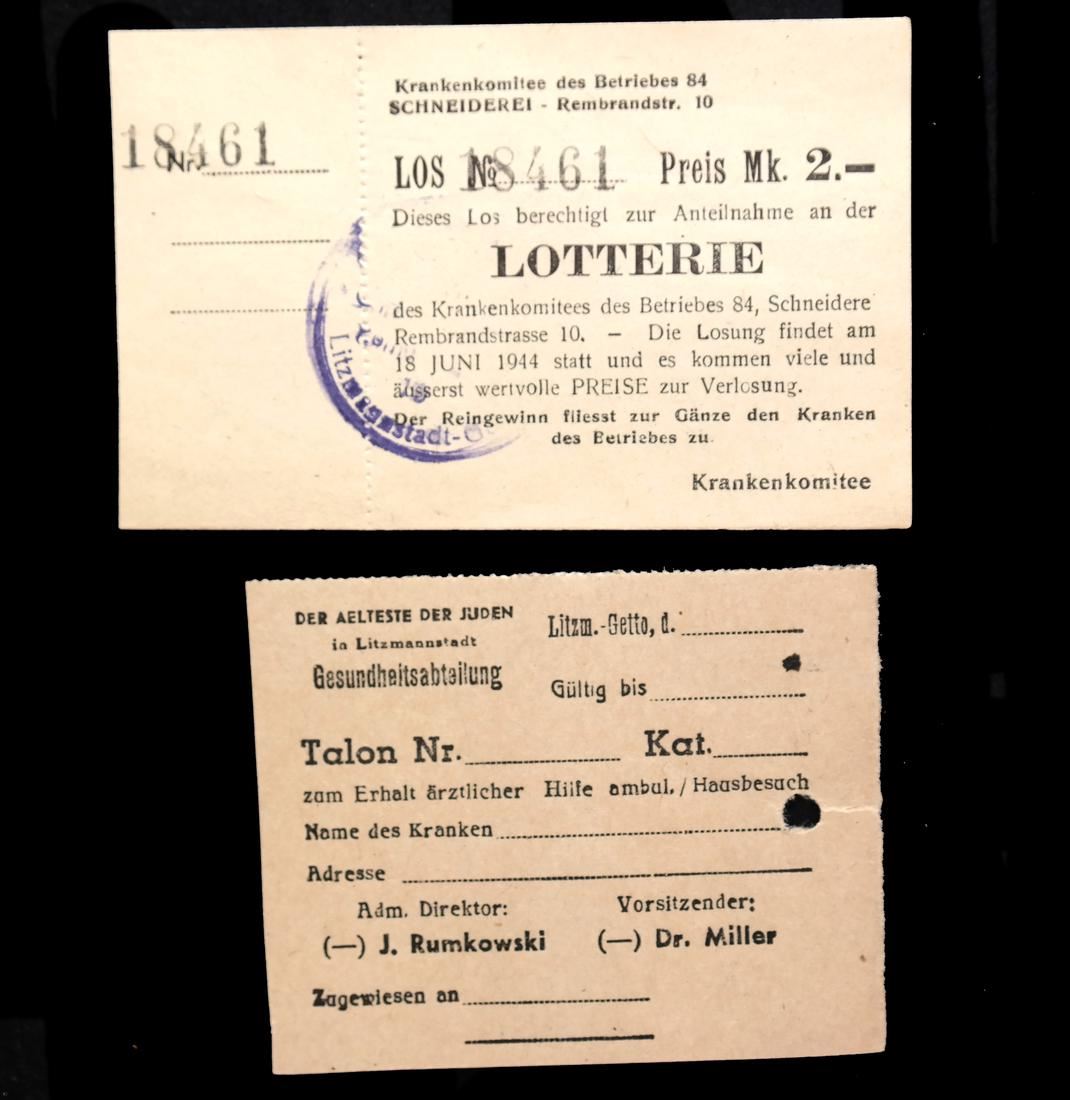 18461
Nr.
Krankenkomitee des Betriebes 84
SCHNEIDEREI - Rembrandstr. 10
LOS № 18461 Preis Mk. 2.—
Dieses Los berechtigt zur Anteilnahme an der
LOTTERIE
des Krankenkomitees des Betriebes 84, Schneidere
Rembrandstrasse 10. — Die Losung findet am
18 JUNI 1944 statt und es kommen viele und
äusserst wertvolle PREISE zur Verlosung.
Der Reingewinn fliesst zur Gänze den Kranken
des Betriebes zu.
Krankenkomitee
Litzmannstadt-G
DER AELTESTE DER JUDEN
in Litzmannstadt
Gesundheitsabteilung
Litzm.-Getto, d.
Gültig bis
Talon Nr. Kat.
zum Erhalt ärztlicher Hilfe ambul. / Hausbesuch
Name des Kranken
Adresse
Adm. Direktor: Vorsitzender:
(—) J. Rumkowski (—) Dr. Miller
Zugewiesen an